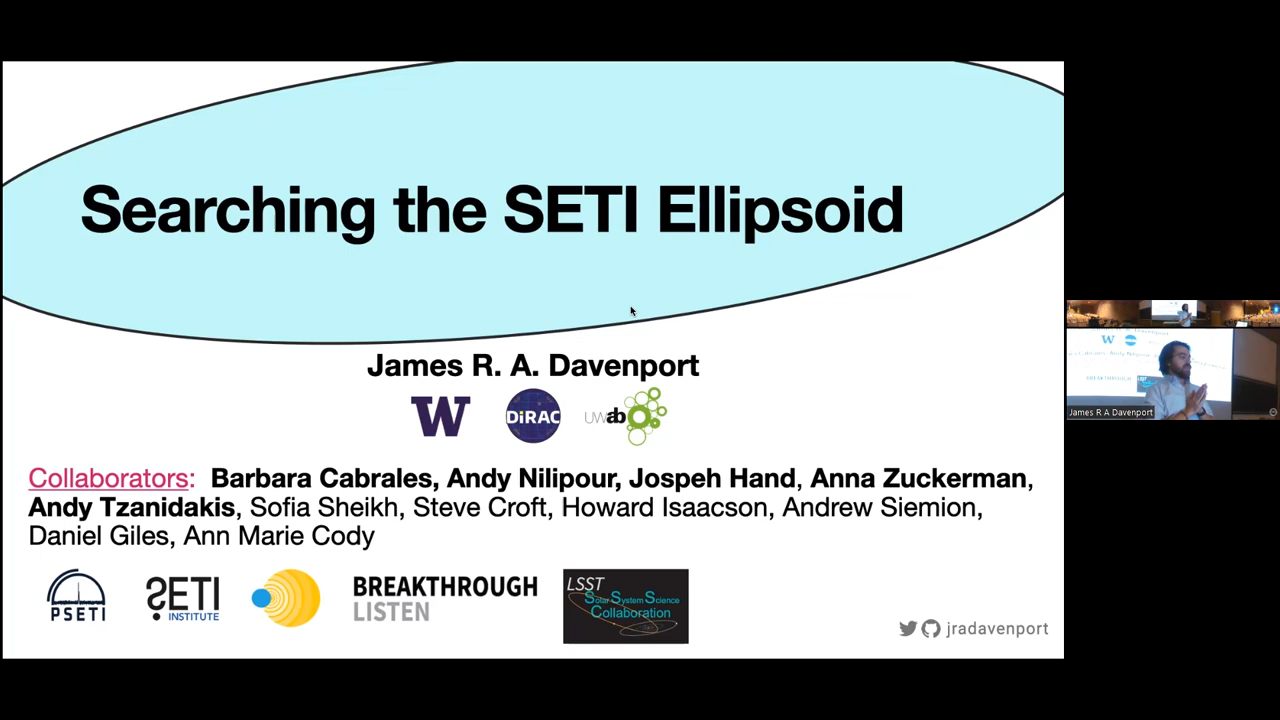 Searching the SETI Ellipsoid
James R. A. Davenport
W DiRAC UWab
Collaborators: Barbara Cabrales, Andy Nilipour, Jospeh Hand, Anna Zuckerman,
Andy Tzanidakis, Sofia Sheikh, Steve Croft, Howard Isaacson, Andrew Siemion,
Daniel Giles, Ann Marie Cody
PSETI
SETI
INSTITUTE
BREAKTHROUGH
LISTEN
LSST
Solar System Science
Collaboration
jradavenport
James R A Davenport